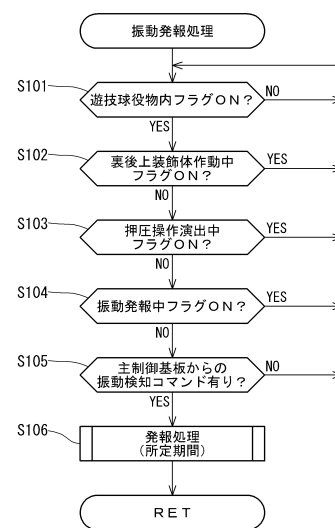 振動発報処理
S101
遊技球役物内フラグON？
NO
YES
S102
裏後上装飾体作動中
フラグON？
YES
NO
S103
押圧操作演出中
フラグON？
YES
NO
S104
振動発報中フラグON？
YES
NO
S105
主制御基板からの
振動検知コマンド有り？
NO
YES
S106
発報処理
（所定期間）
RET